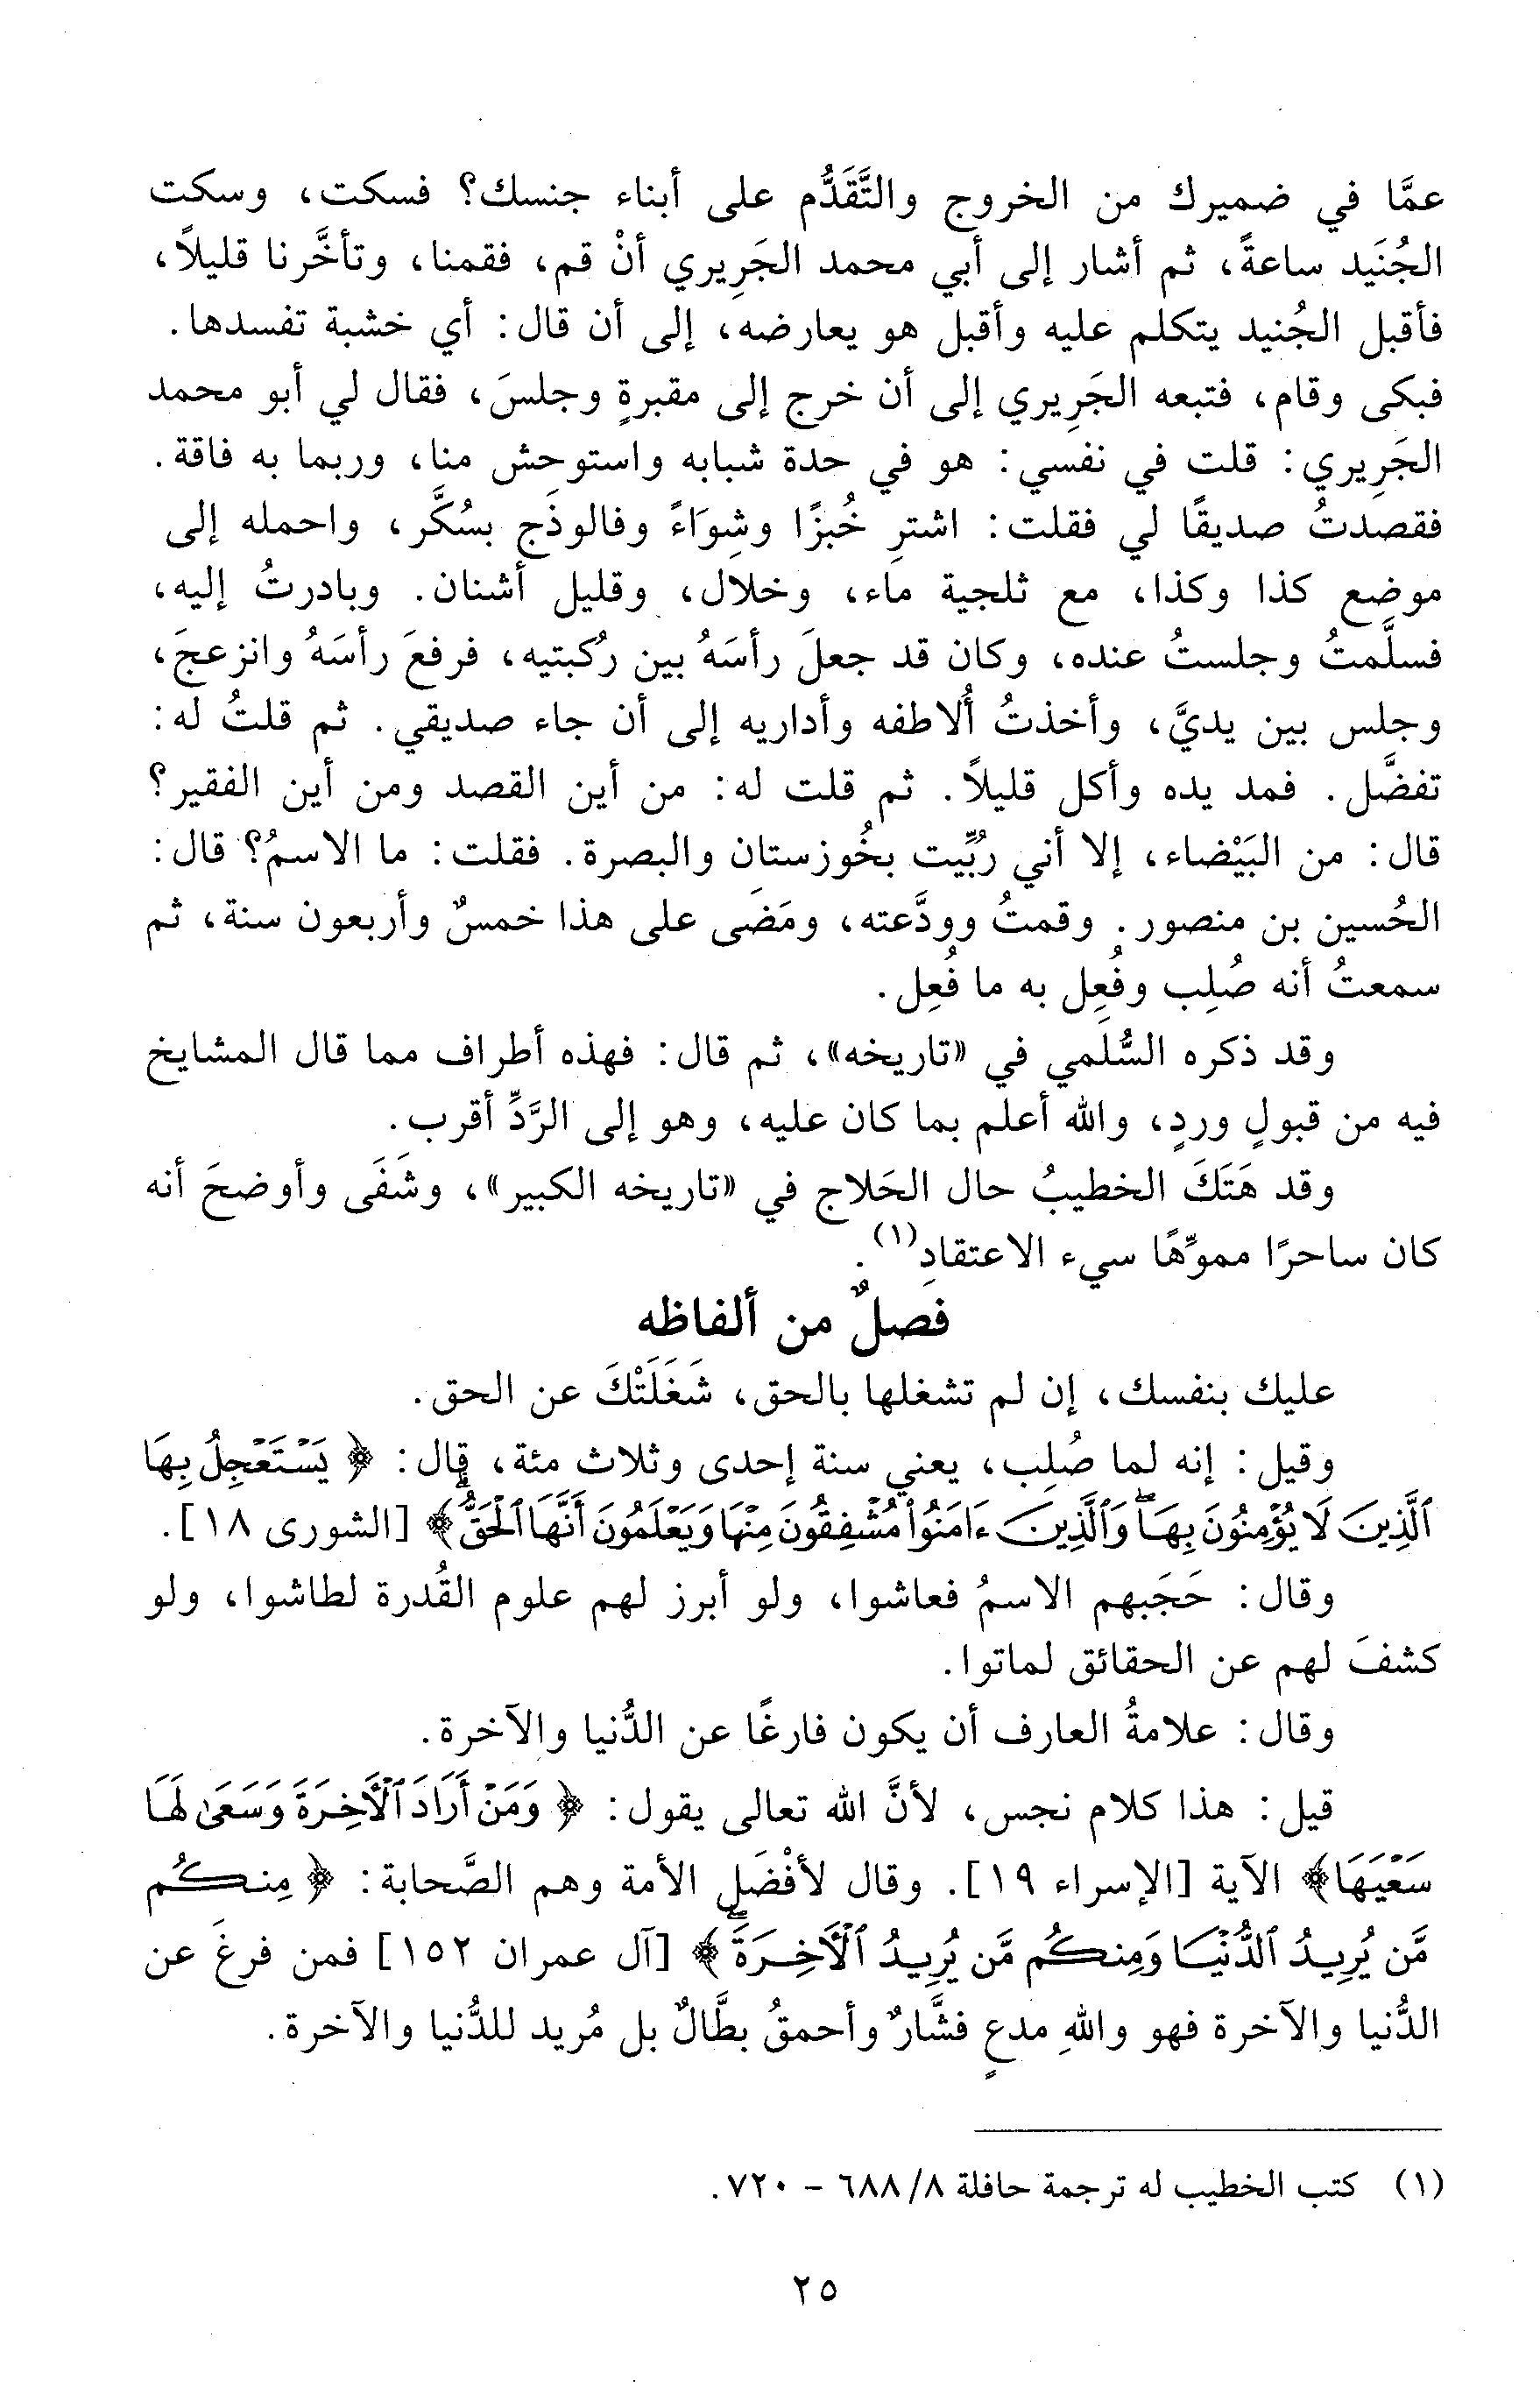 عمَّا في ضميرك من الخروج والتَّقَدُّم على أبناء جنسك؟ فسكت، وسكت
الجُنَيد ساعةً، ثم أشار إلى أبي محمد الجَرِيري أنْ قم، فقمنا، وتأخَّرنا قليلاً،
فأقبل الجُنيد يتكلم عليه وأقبل هو يعارضه، إلى أن قال: أي خشبة تفسدها.
فبكى وقام، فتبعه الجَرِيري إلى أن خرج إلى مقبرةٍ وجلسَ، فقال لي أبو محمد
الجَرِيري: قلت في نفسي: هو في حدة شبابه واستوحش منا، وربما به فاقة.
فقصدتُ صديقًا لي فقلت: اشترِ خُبزًا وشِوَاءً وفالوذَج بسُكَّر، واحمله إلى
موضع كذا وكذا، مع ثلجية ماء، وخلال، وقليل أشنان. وبادرتُ إليه،
فسلَّمتُ وجلستُ عنده، وكان قد جعلَ رأسَهُ بين رُكبتيه، فرفعَ رأسَهُ وانزعجَ،
وجلس بين يديَّ، وأخذتُ أُلاطفه وأداريه إلى أن جاء صديقي. ثم قلتُ له:
تفضَّل. فمد يده وأكل قليلاً. ثم قلت له: من أين القصد ومن أين الفقير؟
قال: من البَيْضاء، إلا أني رُبِّيت بخُوزستان والبصرة. فقلت: ما الاسمُ؟ قال:
الحُسين بن منصور. وقمتُ وودَّعته، ومَضَى على هذا خمسٌ وأربعون سنة، ثم
سمعتُ أنه صُلِب وفُعِل به ما فُعِل.
وقد ذكره السُّلَمي في «تاريخه»، ثم قال: فهذه أطراف مما قال المشايخ
فيه من قبولٍ وردٍ، والله أعلم بما كان عليه، وهو إلى الرَّدِّ أقرب.
وقد هَتَكَ الخطيبُ حال الحَلاج في «تاريخه الكبير»، وشَفَى وأوضحَ أنه
كان ساحرًا مموِّهًا سيء الاعتقادِ(١).
فصلٌ من ألفاظه
عليك بنفسك، إن لم تشغلها بالحق، شَغَلَتْكَ عن الحق.
وقيل: إنه لما صُلِب، يعني سنة إحدى وثلاث مئة، قال: ﴿ يَسْتَعْجِلُ بِهَا
ٱلَّذِينَ لَا يُؤْمِنُونَ بِهَا ۖ وَٱلَّذِينَ ءَامَنُوا۟ مُشْفِقُونَ مِنْهَا وَيَعْلَمُونَ أَنَّهَا ٱلْحَقُّ ﴾ [الشورى ١٨].
وقال: حَجَبهم الاسمُ فعاشوا، ولو أبرز لهم علوم القُدرة لطاشوا، ولو
كشفَ لهم عن الحقائق لماتوا.
وقال: علامةُ العارف أن يكون فارغًا عن الدُّنيا والآخرة.
قيل: هذا كلام نجس، لأنَّ الله تعالى يقول: ﴿ وَمَنْ أَرَادَ ٱلْآخِرَةَ وَسَعَىٰ لَهَا
سَعْيَهَا﴾ الآية [الإسراء ١٩]. وقال لأفْضَلِ الأمة وهم الصَّحابة: ﴿ مِنكُم
مَّن يُرِيدُ ٱلدُّنْيَا وَمِنكُم مَّن يُرِيدُ ٱلْآخِرَةَ ۚ ﴾ [آل عمران ١٥٢] فمن فرغَ عن
الدُّنيا والآخرة فهو واللهِ مدعٍ فشَّارٌ وأحمقُ بطَّالٌ بل مُريد للدُّنيا والآخرة.
(١) كتب الخطيب له ترجمة حافلة ٨/ ٦٨٨ - ٧٢٠.
٢٥